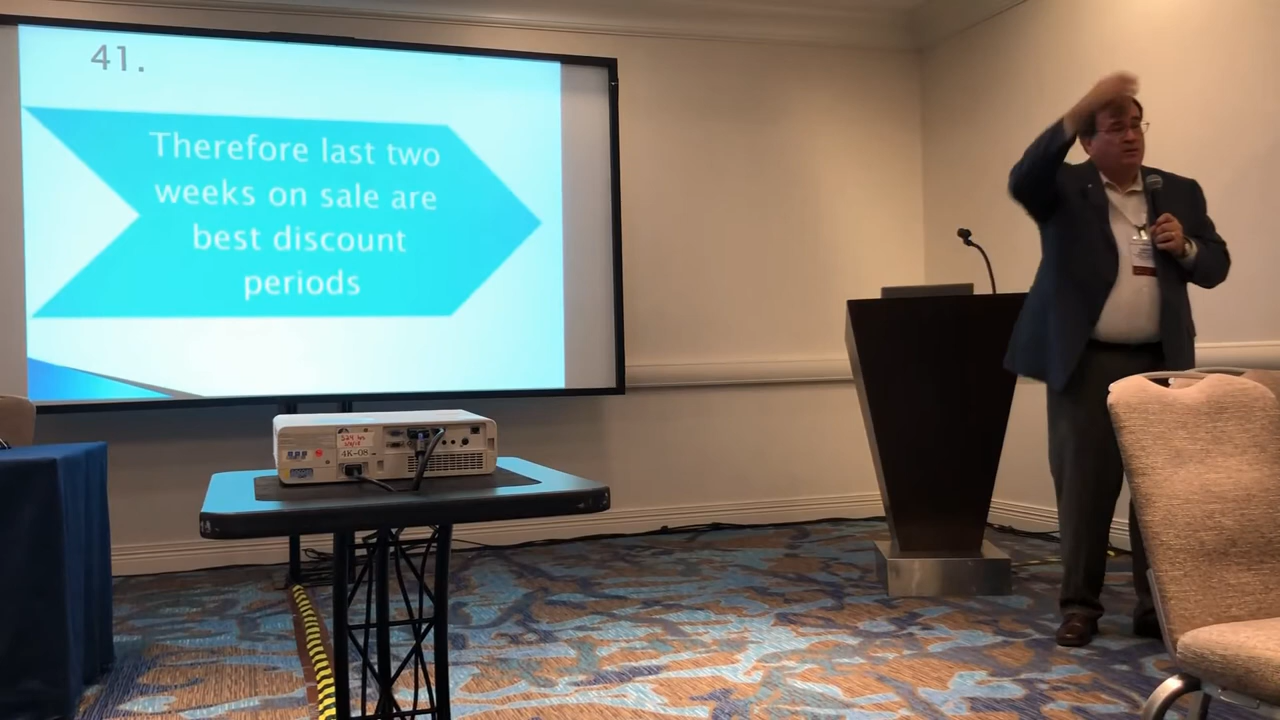 41.
Therefore last two
weeks on sale are
best discount
periods
4K-08